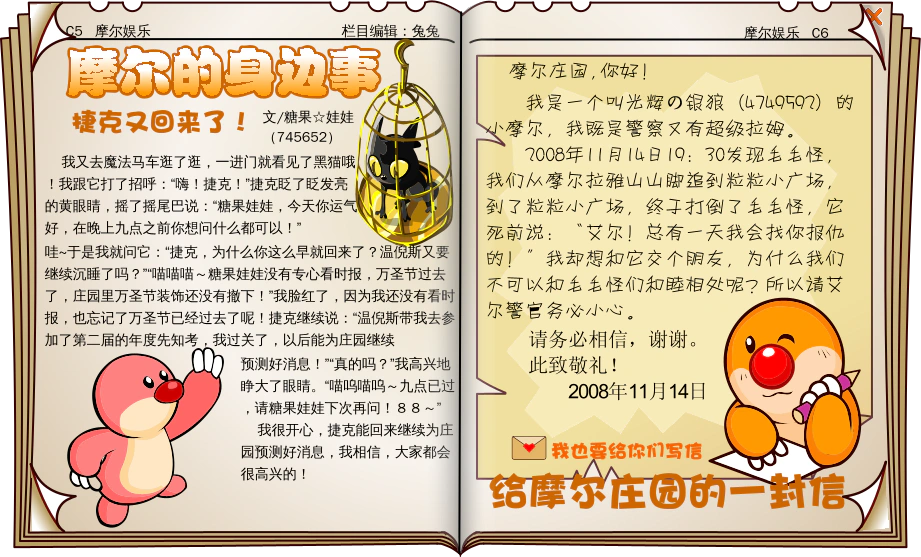 C5 摩尔娱乐
栏目编辑：兔兔
摩尔的身边事
捷克又回来了！
文/糖果☆娃娃
（745652）
我又去魔法马车逛了逛，一进门就看见了黑猫哦
！我跟它打了招呼：“嗨！捷克！”捷克眨了眨发亮
的黄眼睛，摇了摇尾巴说：“糖果娃娃，今天你运气
好，在晚上九点之前你想问什么都可以！”
哇~于是我就问它：“捷克，为什么你这么早就回来了？温倪斯又要
继续沉睡了吗？”“喵喵喵～糖果娃娃没有专心看时报，万圣节过去
了，庄园里万圣节装饰还没有撤下！”我脸红了，因为我还没有看时
报，也忘记了万圣节已经过去了呢！捷克继续说：“温倪斯带我去参
加了第二届的年度先知考，我过关了，以后能为庄园继续
预测好消息！”“真的吗？”我高兴地
睁大了眼睛。“喵呜喵呜～九点已过
，请糖果娃娃下次再问！８８～”
我很开心，捷克能回来继续为庄
园预测好消息，我相信，大家都会
很高兴的！
摩尔娱乐 C6
摩尔庄园，你好！
我是一个叫光辉の银狼（4749592）的
小摩尔，我既是警察又有超级拉姆。
2008年11月14日19：30发现毛毛怪，
我们从摩尔拉雅山山脚追到粒粒小广场，
到了粒粒小广场，终于打倒了毛毛怪，它
死前说：“艾尔！总有一天我会找你报仇
的！”我却想和它交个朋友，为什么我们
不可以和毛毛怪们和睦相处呢？所以请艾
尔警官务必小心。
请务必相信，谢谢。
此致敬礼！
2008年11月14日
我也要给你们写信
给摩尔庄园的一封信